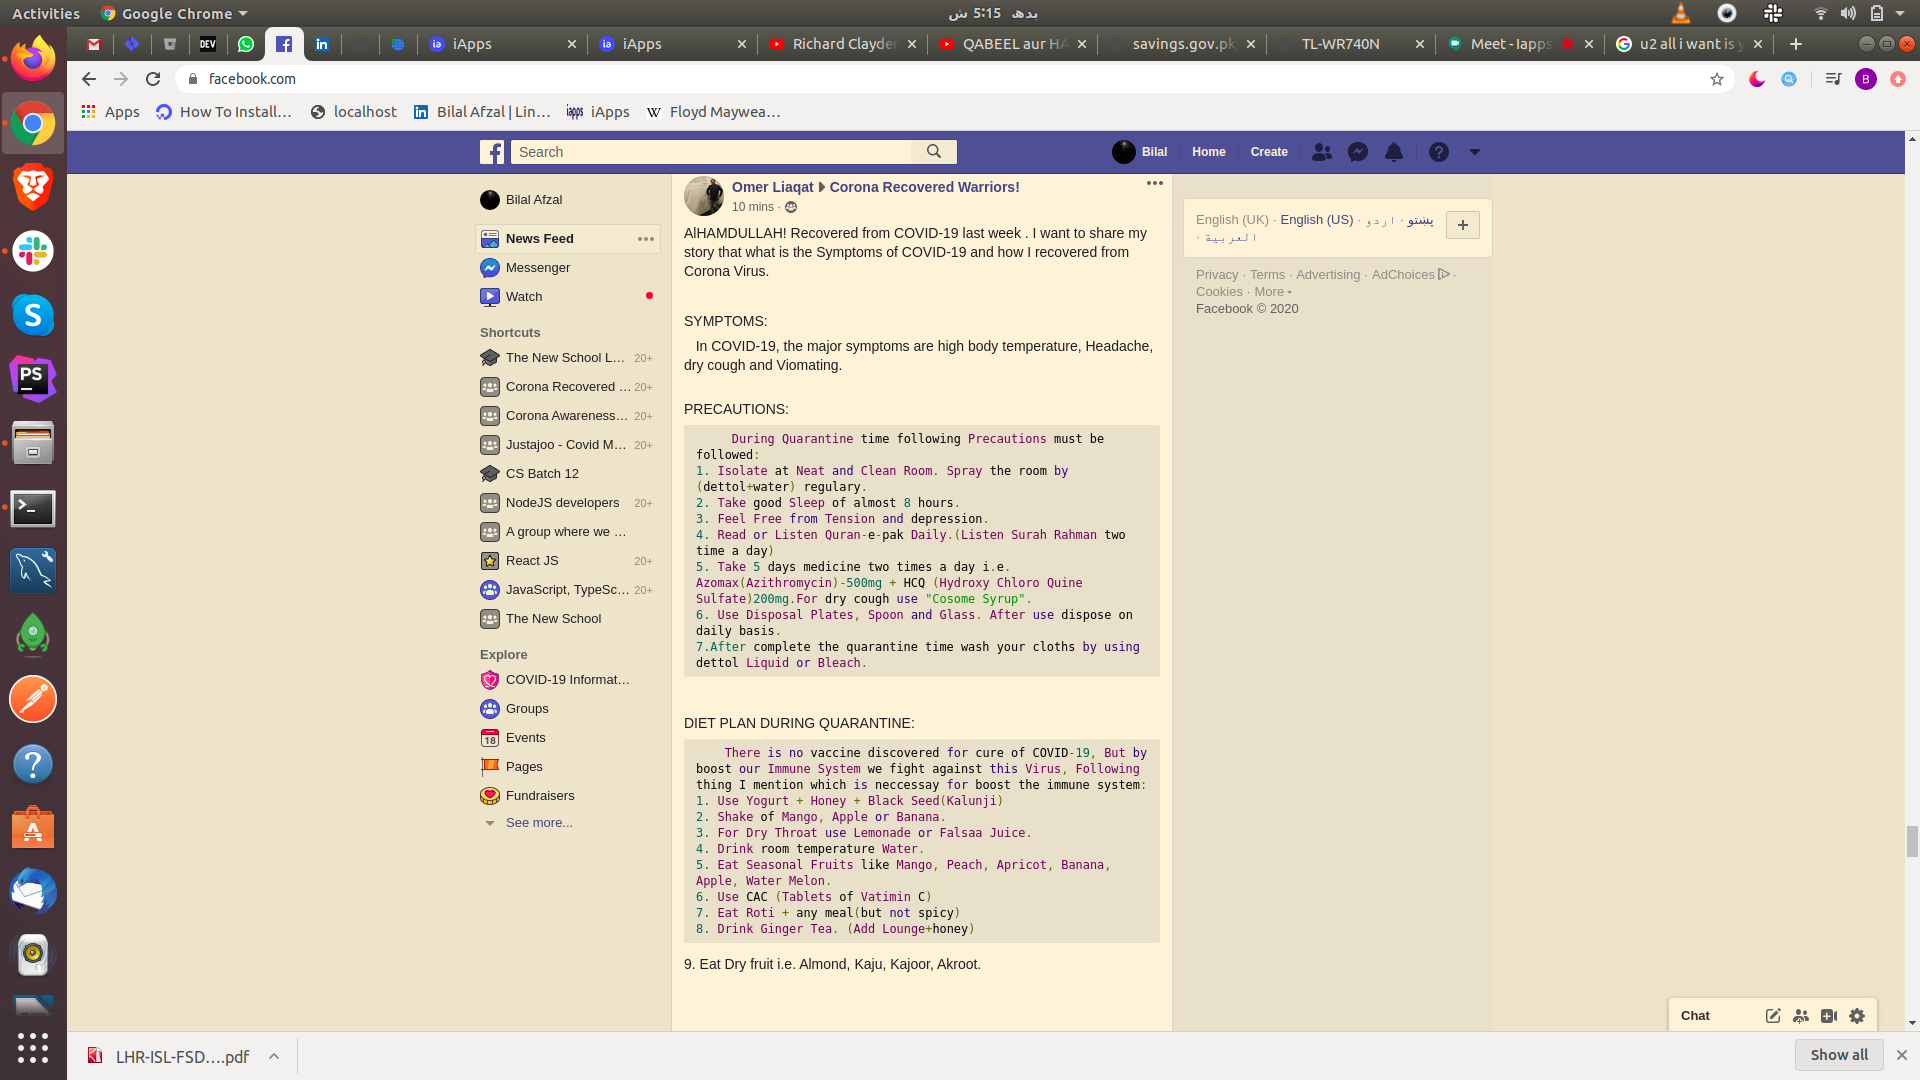 Activities
Google Chrome
بدھ  5:15 ش
iApps
iApps
Richard Clayder
QABEEL aur HA
savings.gov.pk
TL-WR740N
Meet - Iapps
u2 all i want is y
facebook.com
B
Apps
How To Install…
localhost
Bilal Afzal | Lin…
iApps
Floyd Maywea…
Search
Bilal
Home
Create
Bilal Afzal
News Feed
Messenger
Watch
Shortcuts
The New School L... 20+
Corona Recovered ... 20+
Corona Awareness... 20+
Justajoo - Covid M... 20+
CS Batch 12
NodeJS developers 20+
A group where we ...
React JS 20+
JavaScript, TypeSc... 20+
The New School
Explore
COVID-19 Informat...
Groups
18 Events
Pages
Fundraisers
See more...
Omer Liaqat Corona Recovered Warriors!
10 mins ·
AlHAMDULLAH! Recovered from COVID-19 last week . I want to share my
story that what is the Symptoms of COVID-19 and how I recovered from
Corona Virus.
SYMPTOMS:
In COVID-19, the major symptoms are high body temperature, Headache,
dry cough and Viomating.
PRECAUTIONS:
During Quarantine time following Precautions must be
followed:
1. Isolate at Neat and Clean Room. Spray the room by
(dettol+water) regulary.
2. Take good Sleep of almost 8 hours.
3. Feel Free from Tension and depression.
4. Read or Listen Quran-e-pak Daily.(Listen Surah Rahman two
time a day)
5. Take 5 days medicine two times a day i.e.
Azomax(Azithromycin)-500mg + HCQ (Hydroxy Chloro Quine
Sulfate)200mg.For dry cough use "Cosome Syrup".
6. Use Disposal Plates, Spoon and Glass. After use dispose on
daily basis.
7.After complete the quarantine time wash your cloths by using
dettol Liquid or Bleach.
DIET PLAN DURING QUARANTINE:
There is no vaccine discovered for cure of COVID-19, But by
boost our Immune System we fight against this Virus, Following
thing I mention which is neccessay for boost the immune system:
1. Use Yogurt + Honey + Black Seed(Kalunji)
2. Shake of Mango, Apple or Banana.
3. For Dry Throat use Lemonade or Falsaa Juice.
4. Drink room temperature Water.
5. Eat Seasonal Fruits like Mango, Peach, Apricot, Banana,
Apple, Water Melon.
6. Use CAC (Tablets of Vatimin C)
7. Eat Roti + any meal(but not spicy)
8. Drink Ginger Tea. (Add Lounge+honey)
9. Eat Dry fruit i.e. Almond, Kaju, Kajoor, Akroot.
English (UK) · English (US) · اردو · پښتو
· العربية
Privacy · Terms · Advertising · AdChoices ·
Cookies · More
Facebook © 2020
Chat
LHR-ISL-FSD….pdf
Show all